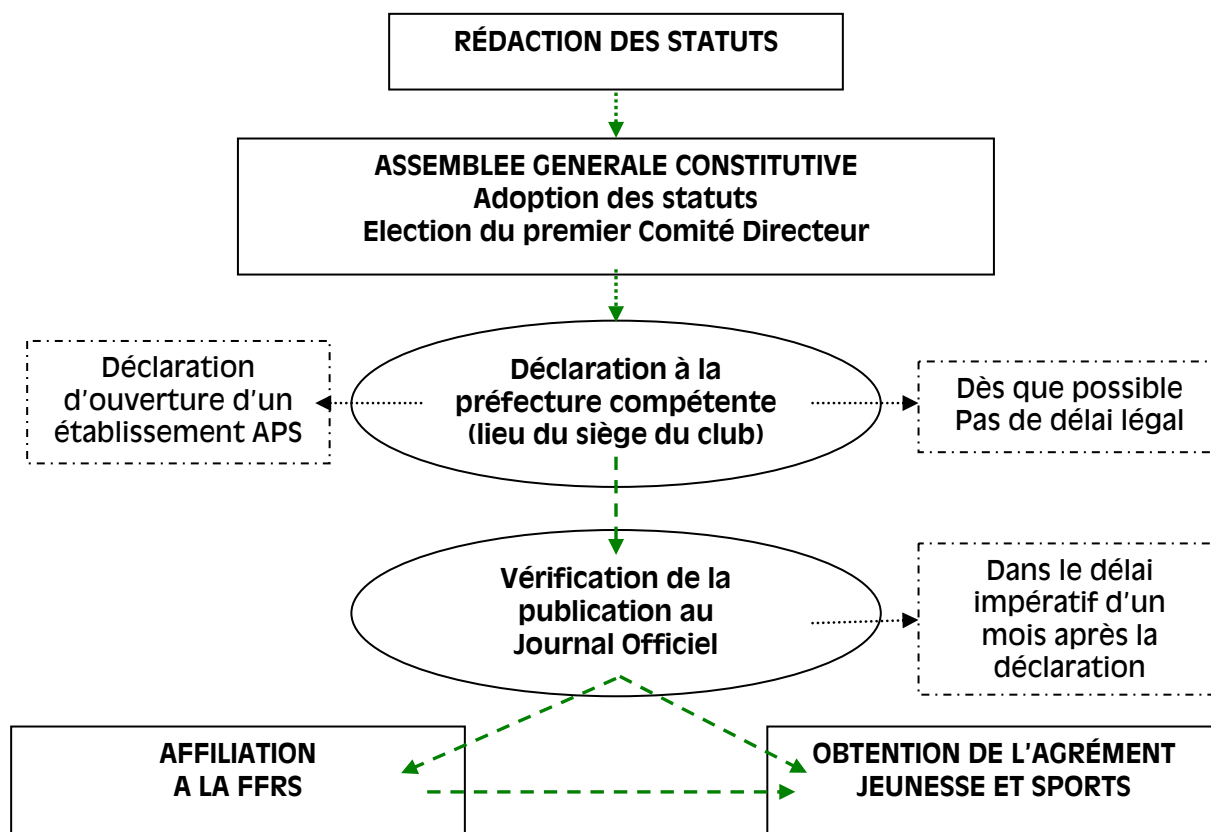 RÉDACTION DES STATUTS
ASSEMBLEE GENERALE CONSTITUTIVE
Adoption des statuts
Election du premier Comité Directeur
Déclaration
d'ouverture d'un
établissement APS
Déclaration à la
préfecture compétente
(lieu du siège du club)
Dès que possible
Pas de délai légal
Vérification de la
publication au
Journal Officiel
Dans le délai
impératif d'un
mois après la
déclaration
AFFILIATION
A LA FFRS
OBTENTION DE L'AGRÉMENT
JEUNESSE ET SPORTS